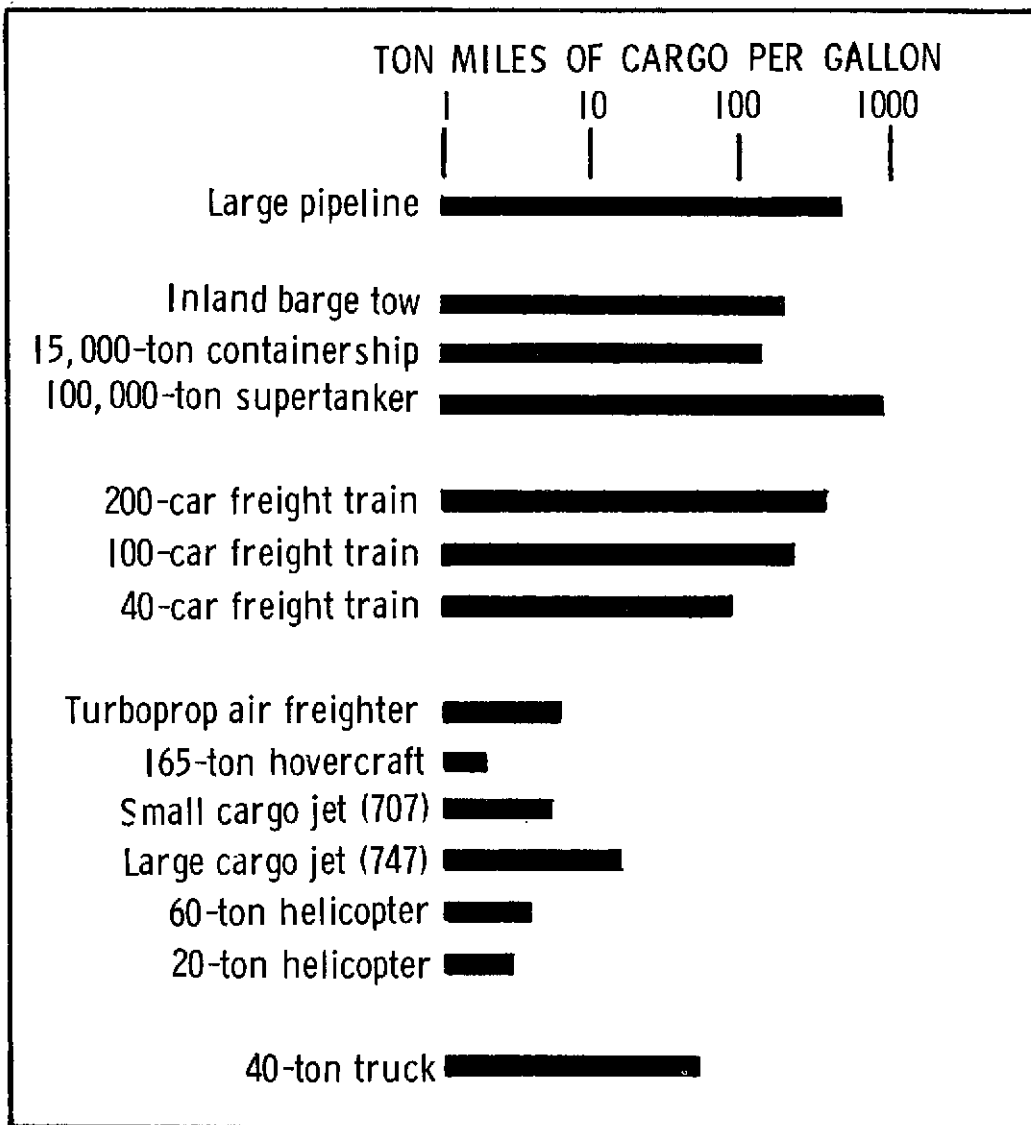 TON MILES OF CARGO PER GALLON
1 10 100 1000
Large pipeline
Inland barge tow
15,000-ton containership
100,000-ton supertanker
200-car freight train
100-car freight train
40-car freight train
Turboprop air freighter
165-ton hovercraft
Small cargo jet (707)
Large cargo jet (747)
60-ton helicopter
20-ton helicopter
40-ton truck